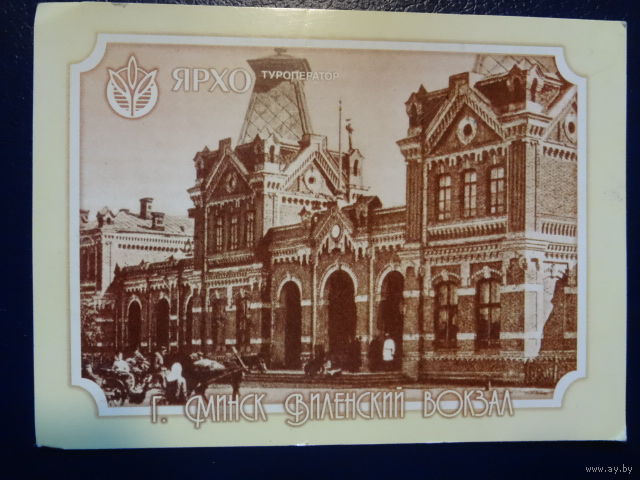 ЯРХО ТУРОПЕРАТОР
Г. МИНСК ВИЛЕНСКИЙ ВОКЗАЛ
www.ay.by